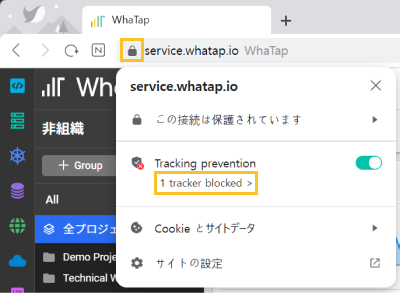 WhaTap
N service.whatap.io WhaTap
Wha
service.whatap.io
この接続は保護されています
非組織
+ Group
Tracking prevention
1 tracker blocked >
All
全プロジェ
Cookie とサイトデータ
Demo Proje
サイトの設定
Technical W